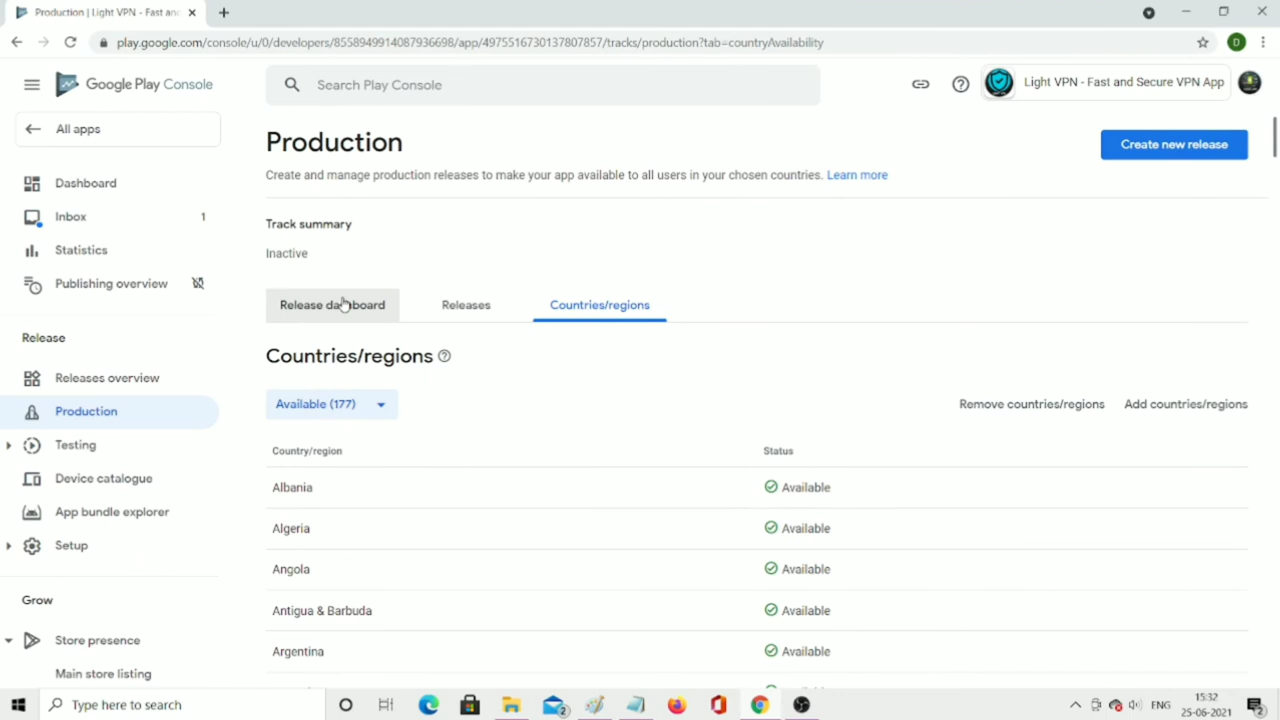 Production | Light VPN - Fast and
play.google.com/console/u/0/developers/8558949914087936698/app/4975516730137807857/tracks/production?tab=countryAvailability
D
Google Play Console
Search Play Console
Light VPN - Fast and Secure VPN App
All apps
Dashboard
Inbox 1
Statistics
Publishing overview
Release
Releases overview
Production
Testing
Device catalogue
App bundle explorer
Setup
Grow
Store presence
Main store listing
Production
Create new release
Create and manage production releases to make your app available to all users in your chosen countries. Learn more
Track summary
Inactive
Release dashboard Releases Countries/regions
Countries/regions
Available (177)
Remove countries/regions Add countries/regions
Country/region Status
Albania Available
Algeria Available
Angola Available
Antigua & Barbuda Available
Argentina Available
Type here to search
2
ENG
15:32
25-06-2021
2